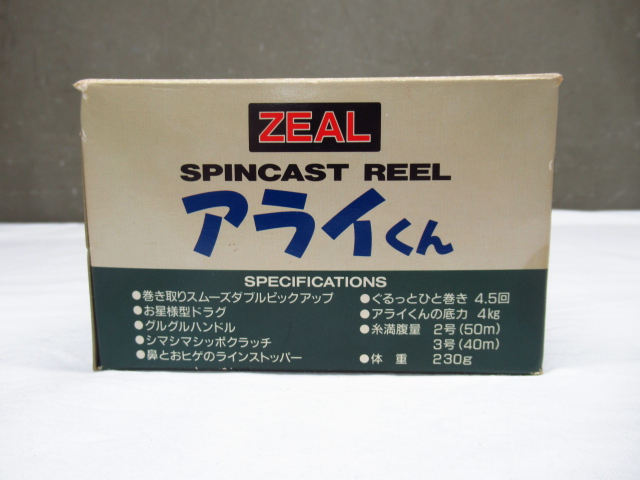 ZEAL
SPINCAST REEL
アライくん
SPECIFICATIONS
●巻き取りスムーズダブルピックアップ
●お星様型ドラグ
●グルグルハンドル
●シマシマシッポクラッチ
●鼻とおヒゲのラインストッパー
●ぐるっとひと巻き 4.5回
●アライくんの底力 4kg
●糸満腹量 2号(50m)
3号(40m)
●体 重 230g